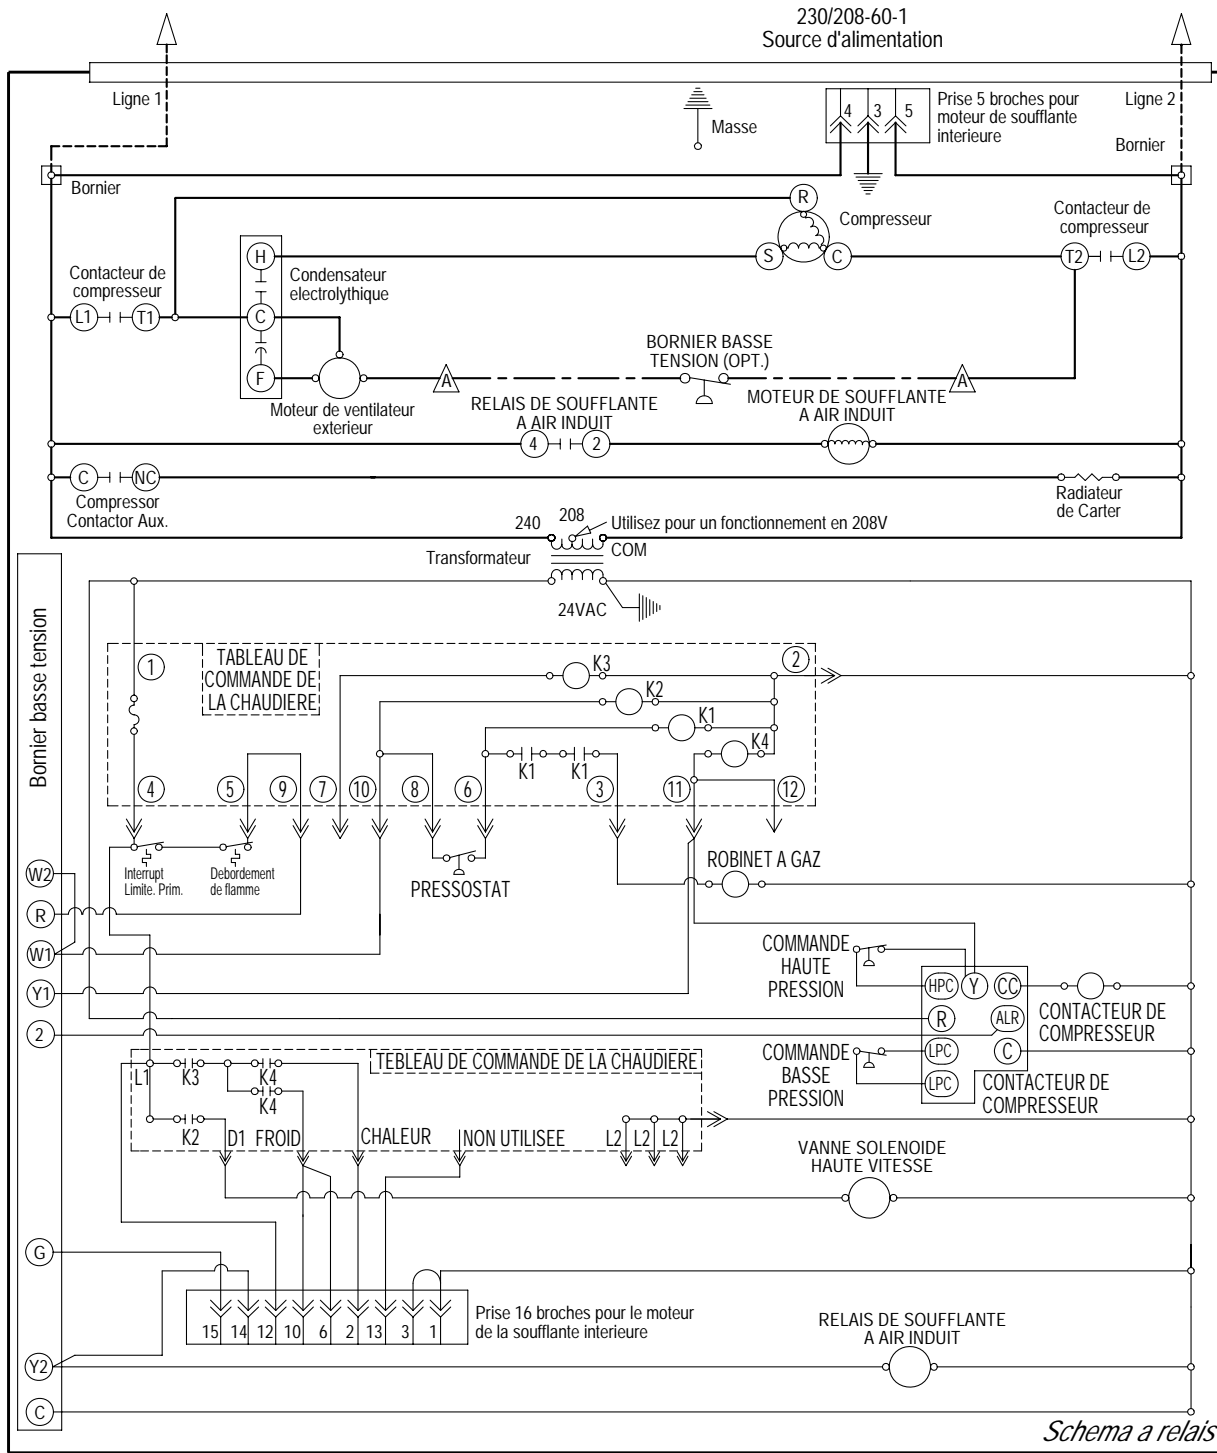 230/208-60-1
Source d'alimentation
Ligne 1
Masse
4 3 5
Prise 5 broches pour
moteur de soufflante
interieure
Ligne 2
Bornier
Bornier
R
Compresseur
Contacteur de
compresseur
H
S C
T2 L2
Contacteur de
compresseur
Condensateur
electrolythique
L1 T1
C
BORNIER BASSE
TENSION (OPT.)
F
A
A
Moteur de ventilateur
exterieur
RELAIS DE SOUFFLANTE
A AIR INDUIT
MOTEUR DE SOUFFLANTE
A AIR INDUIT
4 2
C NC
Compressor
Contactor Aux.
Radiateur
de Carter
240 208 Utilisez pour un fonctionnement en 208V
Transformateur
COM
24VAC
Bornier basse tension
TABLEAU DE
COMMANDE DE
LA CHAUDIERE
1
K3
2
K2
K1
K4
K1 K1
4 5 9 7 10 8 6 3 11 12
Interrupt
Limite. Prim.
Debordement
de flamme
PRESSOSTAT
ROBINET A GAZ
W2
R
W1
Y1
2
COMMANDE
HAUTE
PRESSION
HPC Y CC
R ALR
LPC C
LPC
CONTACTEUR DE
COMPRESSEUR
COMMANDE
BASSE
PRESSION
CONTACTEUR DE
COMPRESSEUR
TEBLEAU DE COMMANDE DE LA CHAUDIERE
L1 K3 K4
K4
K2
D1 FROID CHALEUR NON UTILISEE L2 L2 L2
VANNE SOLENOIDE
HAUTE VITESSE
G
15 14 12 10 6 2 13 3 1
Prise 16 broches pour le moteur
de la soufflante interieure
RELAIS DE SOUFFLANTE
A AIR INDUIT
Y2
C
Schema a relais